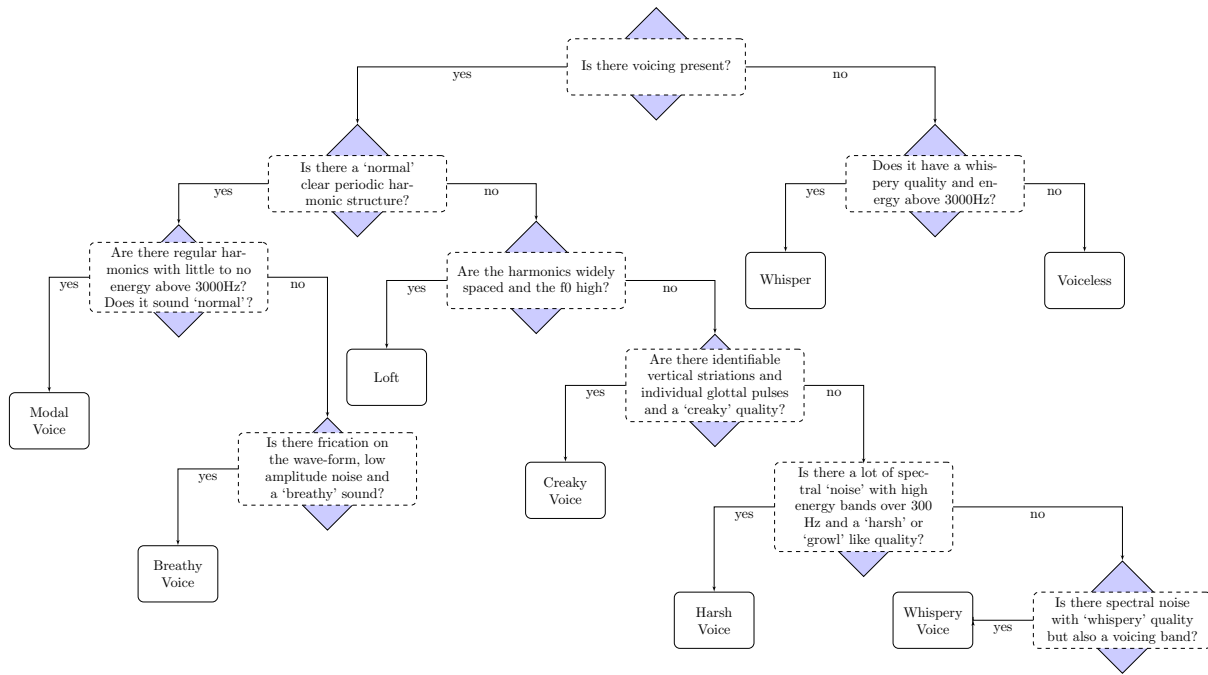 Is there voicing present?
yes
no
Is there a ‘normal’
clear periodic har-
monic structure?
Does it have a whis-
pery quality and en-
ergy above 3000Hz?
yes
no
yes
no
Are there regular har-
monics with little to no
energy above 3000Hz?
Does it sound ‘normal’?
Are the harmonics widely
spaced and the f0 high?
Whisper
Voiceless
yes
no
yes
no
Loft
Are there identifiable
vertical striations and
individual glottal pulses
and a ‘creaky’ quality?
Modal
Voice
yes
no
Is there frication on
the wave-form, low
amplitude noise and
a ‘breathy’ sound?
yes
Creaky
Voice
Is there a lot of spec-
tral ‘noise’ with high
energy bands over 300
Hz and a ‘harsh’ or
‘growl’ like quality?
yes
no
Breathy
Voice
Harsh
Voice
Whispery
Voice
yes
Is there spectral noise
with ‘whispery’ quality
but also a voicing band?